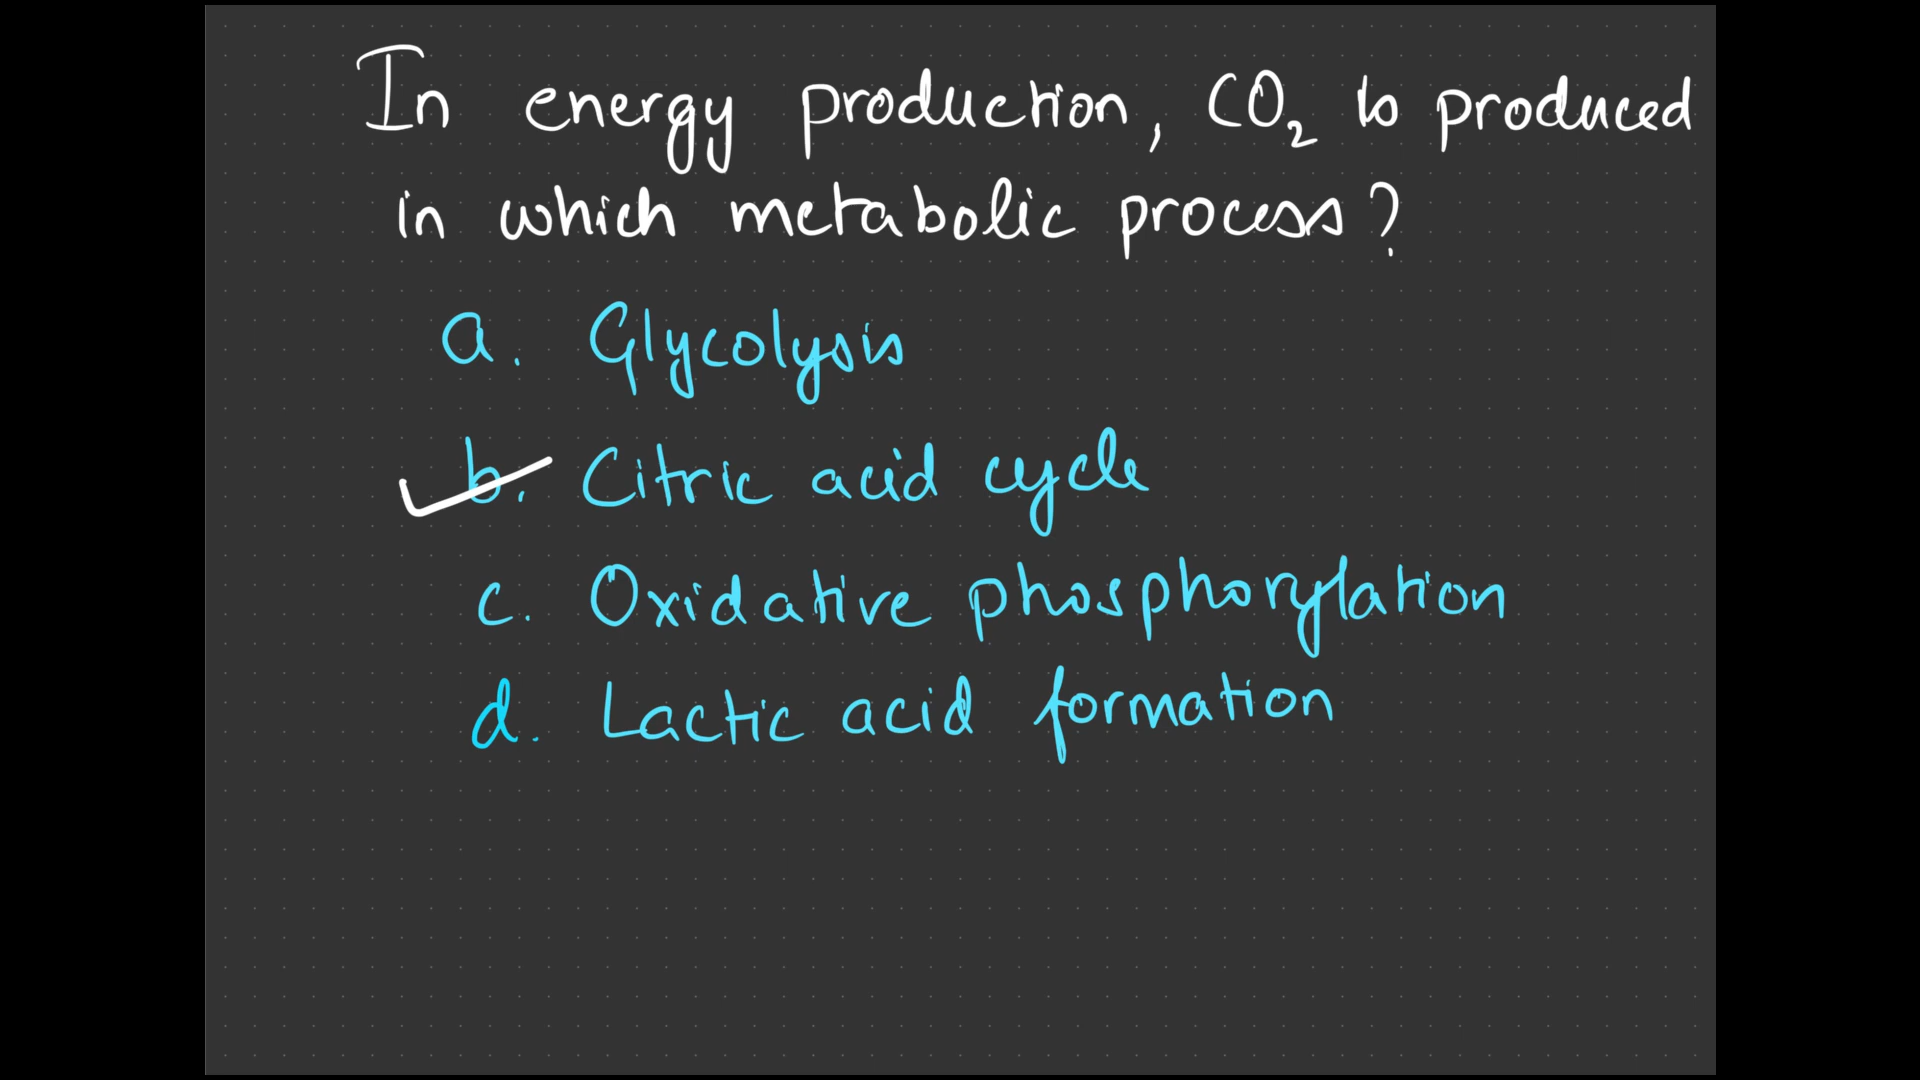 In energy production, CO₂ is produced
in which metabolic process?
a. Glycolysis
b. Citric acid cycle
c. Oxidative phosphorylation
d. Lactic acid formation